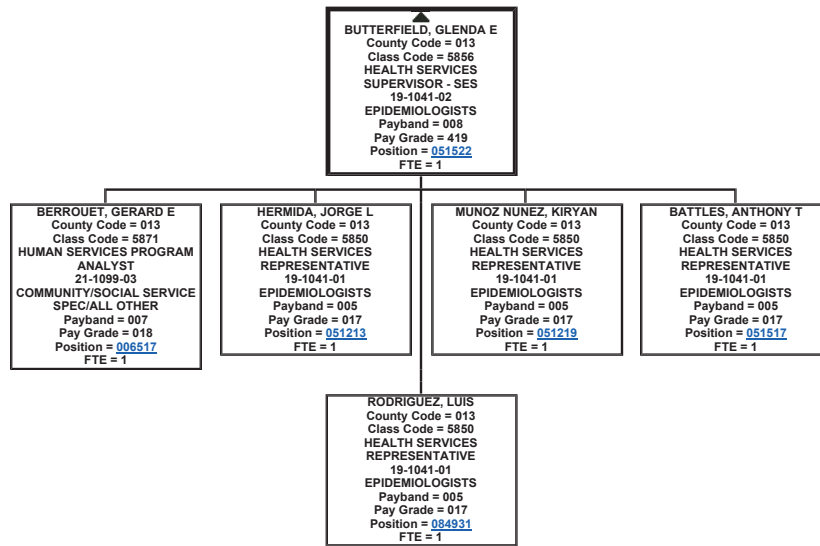 BUTTERFIELD, GLENDA E
County Code = 013
Class Code = 5856
HEALTH SERVICES
SUPERVISOR - SES
19-1041-02
EPIDEMIOLOGISTS
Payband = 008
Pay Grade = 419
Position = 051522
FTE = 1
BERROUET, GERARD E
County Code = 013
Class Code = 5871
HUMAN SERVICES PROGRAM
ANALYST
21-1099-03
COMMUNITY/SOCIAL SERVICE
SPEC/ALL OTHER
Payband = 007
Pay Grade = 018
Position = 006517
FTE = 1
HERMIDA, JORGE L
County Code = 013
Class Code = 5850
HEALTH SERVICES
REPRESENTATIVE
19-1041-01
EPIDEMIOLOGISTS
Payband = 005
Pay Grade = 017
Position = 051213
FTE = 1
MUNOZ NUNEZ, KIRYAN
County Code = 013
Class Code = 5850
HEALTH SERVICES
REPRESENTATIVE
19-1041-01
EPIDEMIOLOGISTS
Payband = 005
Pay Grade = 017
Position = 051219
FTE = 1
BATTLES, ANTHONY T
County Code = 013
Class Code = 5850
HEALTH SERVICES
REPRESENTATIVE
19-1041-01
EPIDEMIOLOGISTS
Payband = 005
Pay Grade = 017
Position = 051517
FTE = 1
RODRIGUEZ, LUIS
County Code = 013
Class Code = 5850
HEALTH SERVICES
REPRESENTATIVE
19-1041-01
EPIDEMIOLOGISTS
Payband = 005
Pay Grade = 017
Position = 084931
FTE = 1